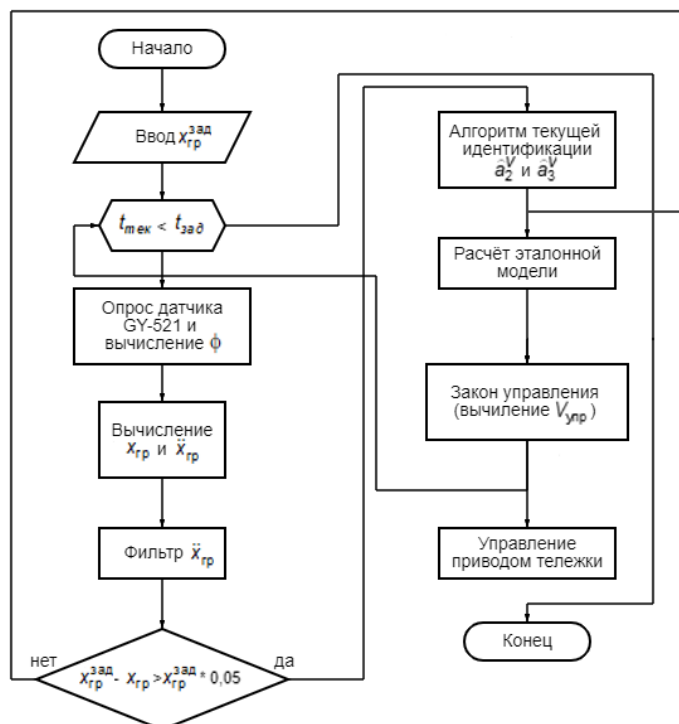 Начало
Ввод x_гр^зад
t_тек < t_зад
Опрос датчика
GY-521 и
вычисление ϕ
Вычисление
x_гр и ẍ_гр
Фильтр ẍ_гр
нет
x_гр^зад - x_гр > x_гр^зад * 0,05
да
Алгоритм текущей
идентификации
â_2^V и â_3^V
Расчёт эталонной
модели
Закон управления
(вычиление V_упр)
Управление
приводом тележки
Конец